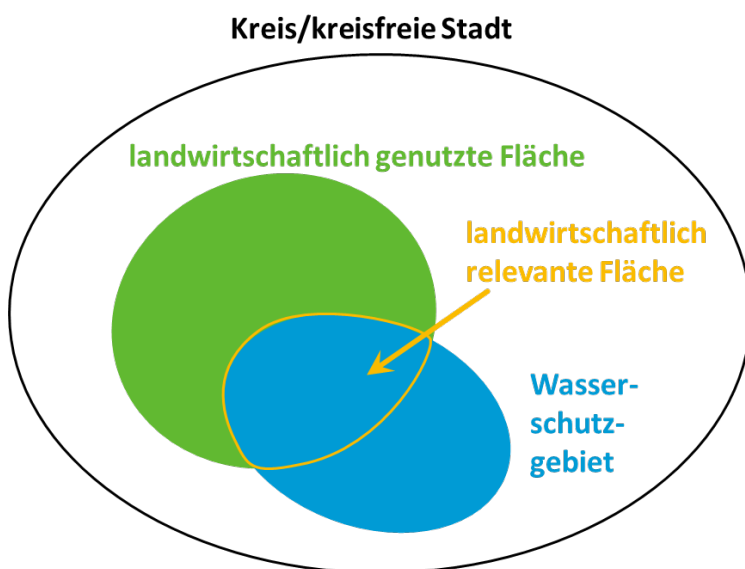 Kreis/kreisfreie Stadt
landwirtschaftlich genutzte Fläche
landwirtschaftlich
relevante Fläche
Wasser-
schutz-
gebiet